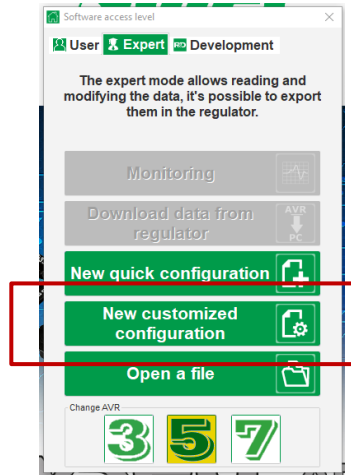 Software access level
User Expert RD Development
The expert mode allows reading and
modifying the data, it's possible to export
them in the regulator.
Monitoring
Download data from
regulator
AVR
PC
New quick configuration
New customized
configuration
Open a file
Change AVR
3 5 7